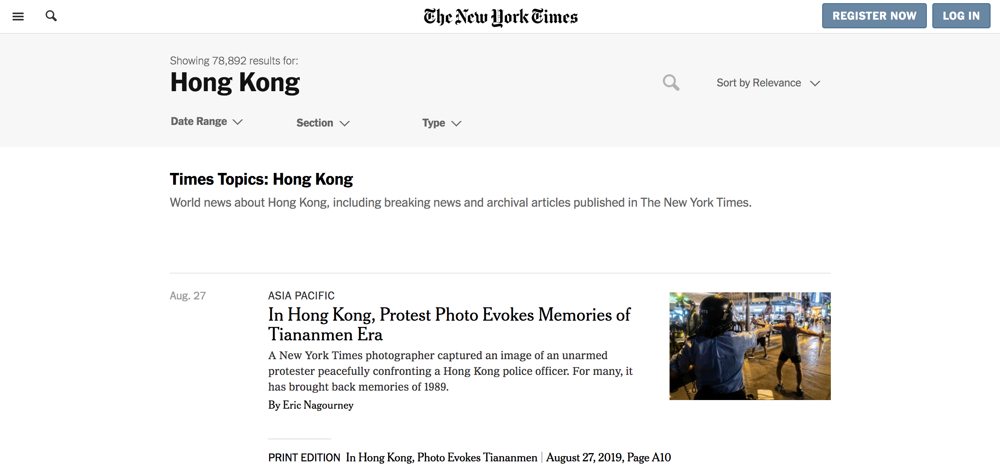 The New York Times
REGISTER NOW
LOG IN
Showing 78,892 results for:
Hong Kong
Sort by Relevance
Date Range
Section
Type
Times Topics: Hong Kong
World news about Hong Kong, including breaking news and archival articles published in The New York Times.
Aug. 27
ASIA PACIFIC
In Hong Kong, Protest Photo Evokes Memories of
Tiananmen Era
A New York Times photographer captured an image of an unarmed
protester peacefully confronting a Hong Kong police officer. For many, it
has brought back memories of 1989.
By Eric Nagourney
PRINT EDITION In Hong Kong, Photo Evokes Tiananmen | August 27, 2019, Page A10